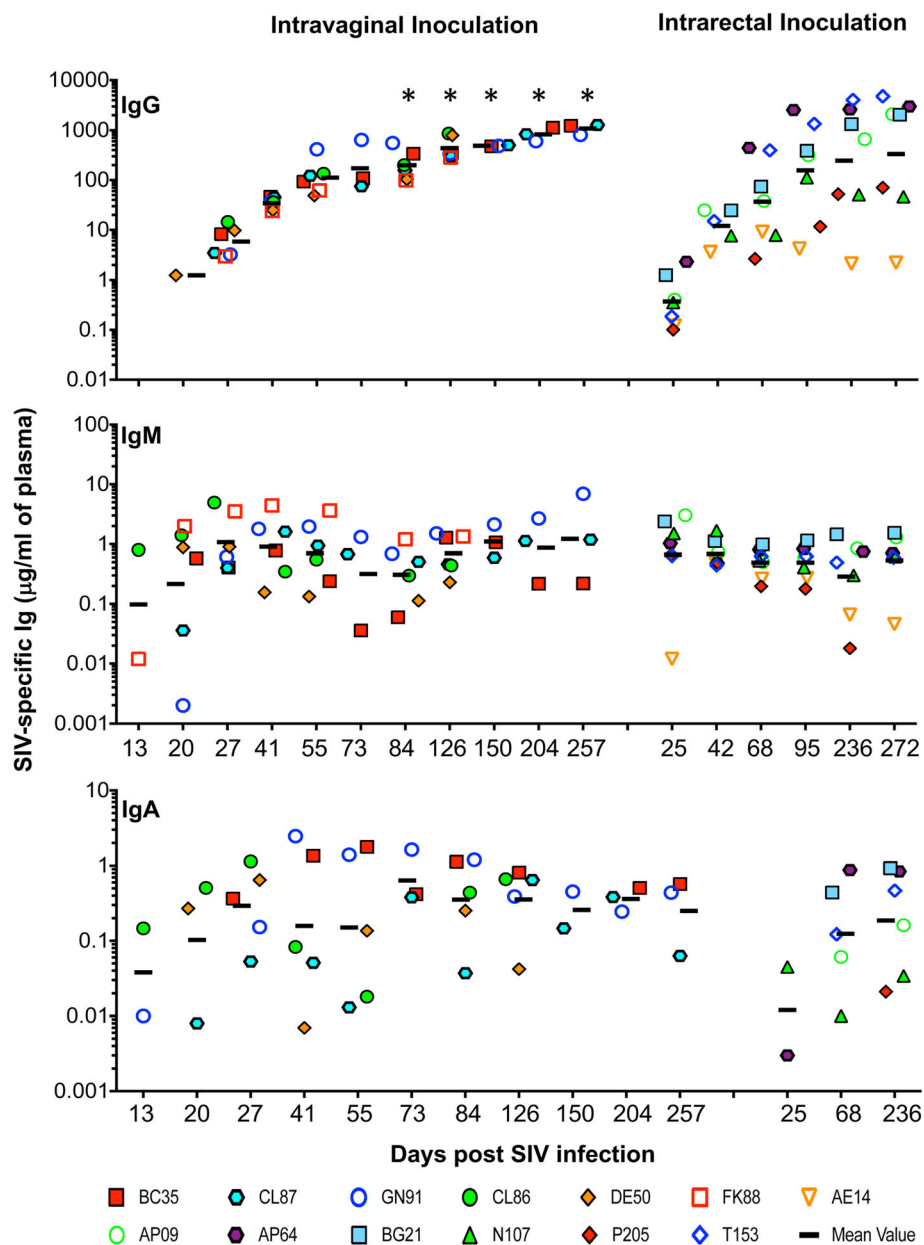 Intravaginal Inoculation Intrarectal Inoculation
SIV-specific Ig (µg/ml of plasma)
IgG
* * * * *
10000
1000
100
10
1
0.1
0.01
IgM
100
10
1
0.1
0.01
0.001
13 20 27 41 55 73 84 126 150 204 257 25 42 68 95 236 272
IgA
10
1
0.1
0.01
0.001
13 20 27 41 55 73 84 126 150 204 257 25 68 236
Days post SIV infection
BC35 CL87 GN91 CL86 DE50 FK88 AE14
AP09 AP64 BG21 N107 P205 T153 Mean Value